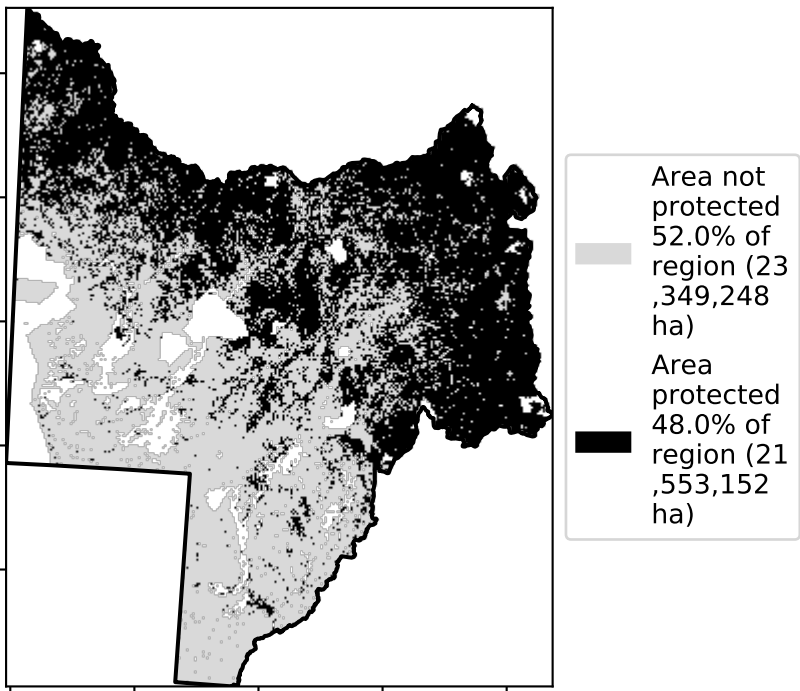 Area not
protected
52.0% of
region (23
,349,248
ha)
Area
protected
48.0% of
region (21
,553,152
ha)